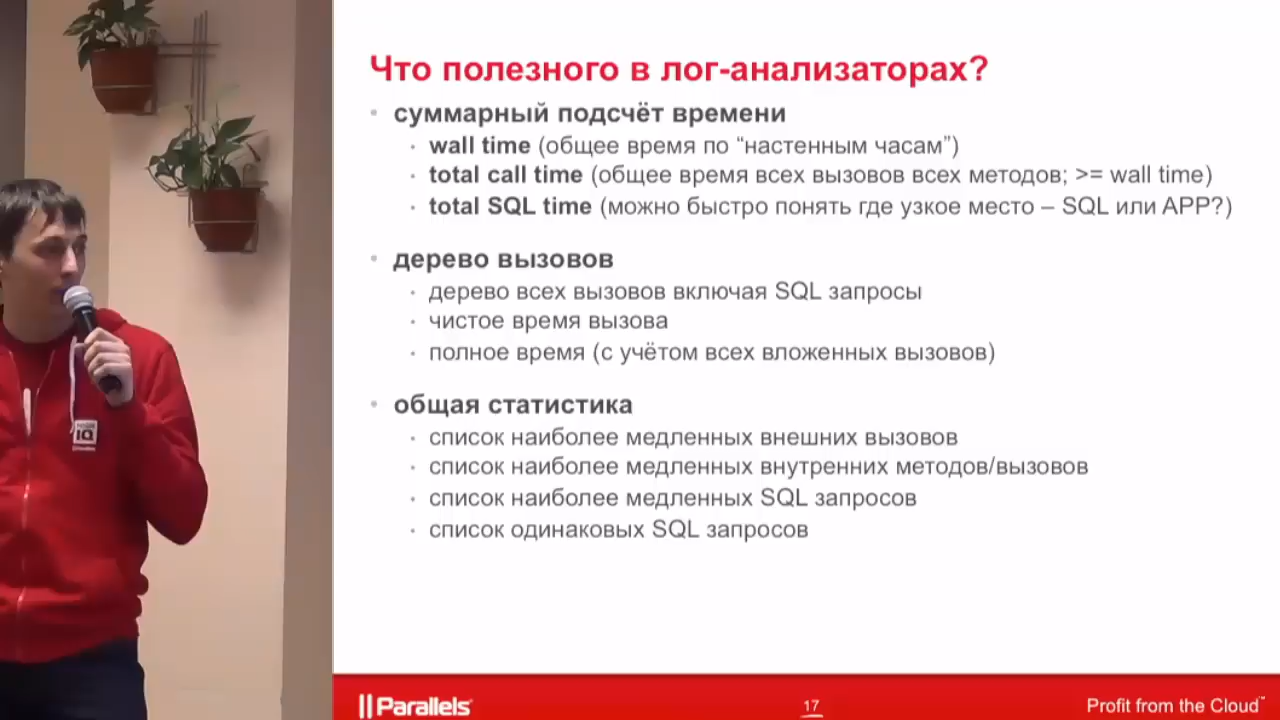 Что полезного в лог-анализаторах?
суммарный подсчёт времени
wall time (общее время по “настенным часам”)
total call time (общее время всех вызовов всех методов; >= wall time)
total SQL time (можно быстро понять где узкое место – SQL или APP?)
дерево вызовов
дерево всех вызовов включая SQL запросы
чистое время вызова
полное время (с учётом всех вложенных вызовов)
общая статистика
список наиболее медленных внешних вызовов
список наиболее медленных внутренних методов/вызовов
список наиболее медленных SQL запросов
список одинаковых SQL запросов
iQ
Parallels
17
Profit from the Cloud™